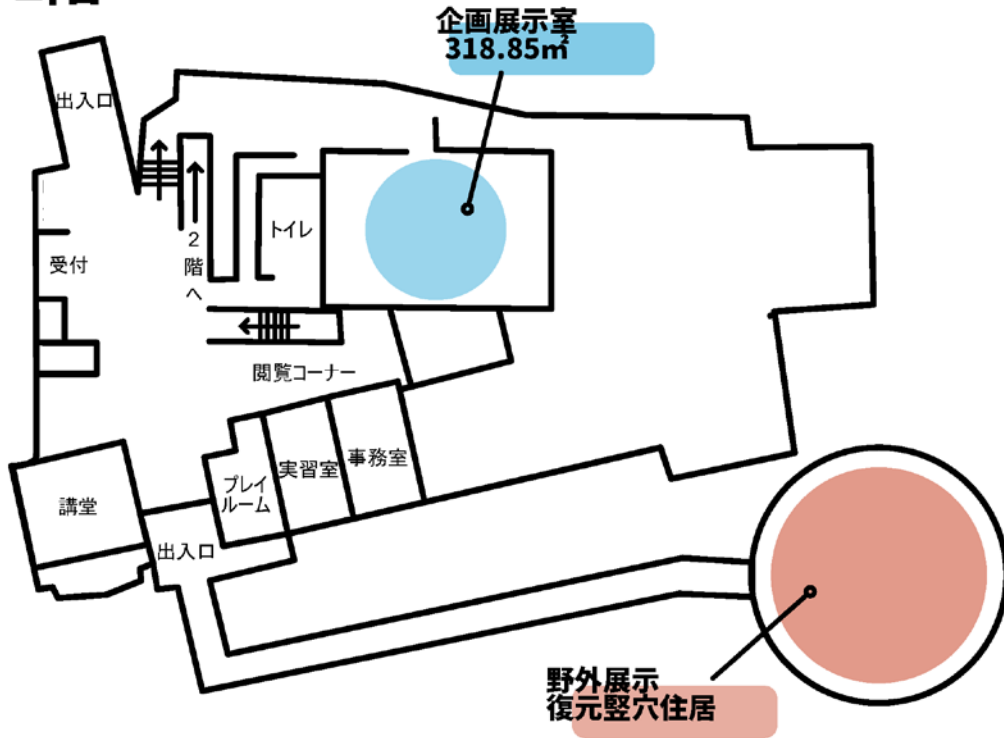 企画展示室
318.85㎡
出入口
2階へ
トイレ
受付
閲覧コーナー
事務室
実習室
プレイ
ルーム
講堂
出入口
野外展示
復元竪穴住居